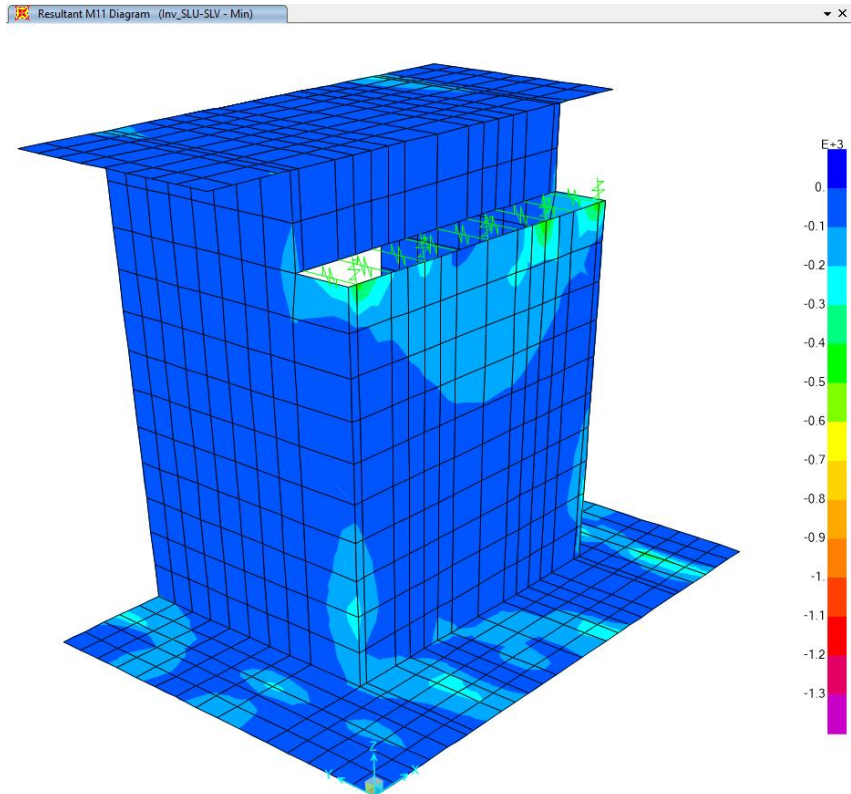 Resultant M11 Diagram (Inv_SLU-SLV - Min)
E+3
0.
-0.1
-0.2
-0.3
-0.4
-0.5
-0.6
-0.7
-0.8
-0.9
-1.
-1.1
-1.2
-1.3
Z
Y
X